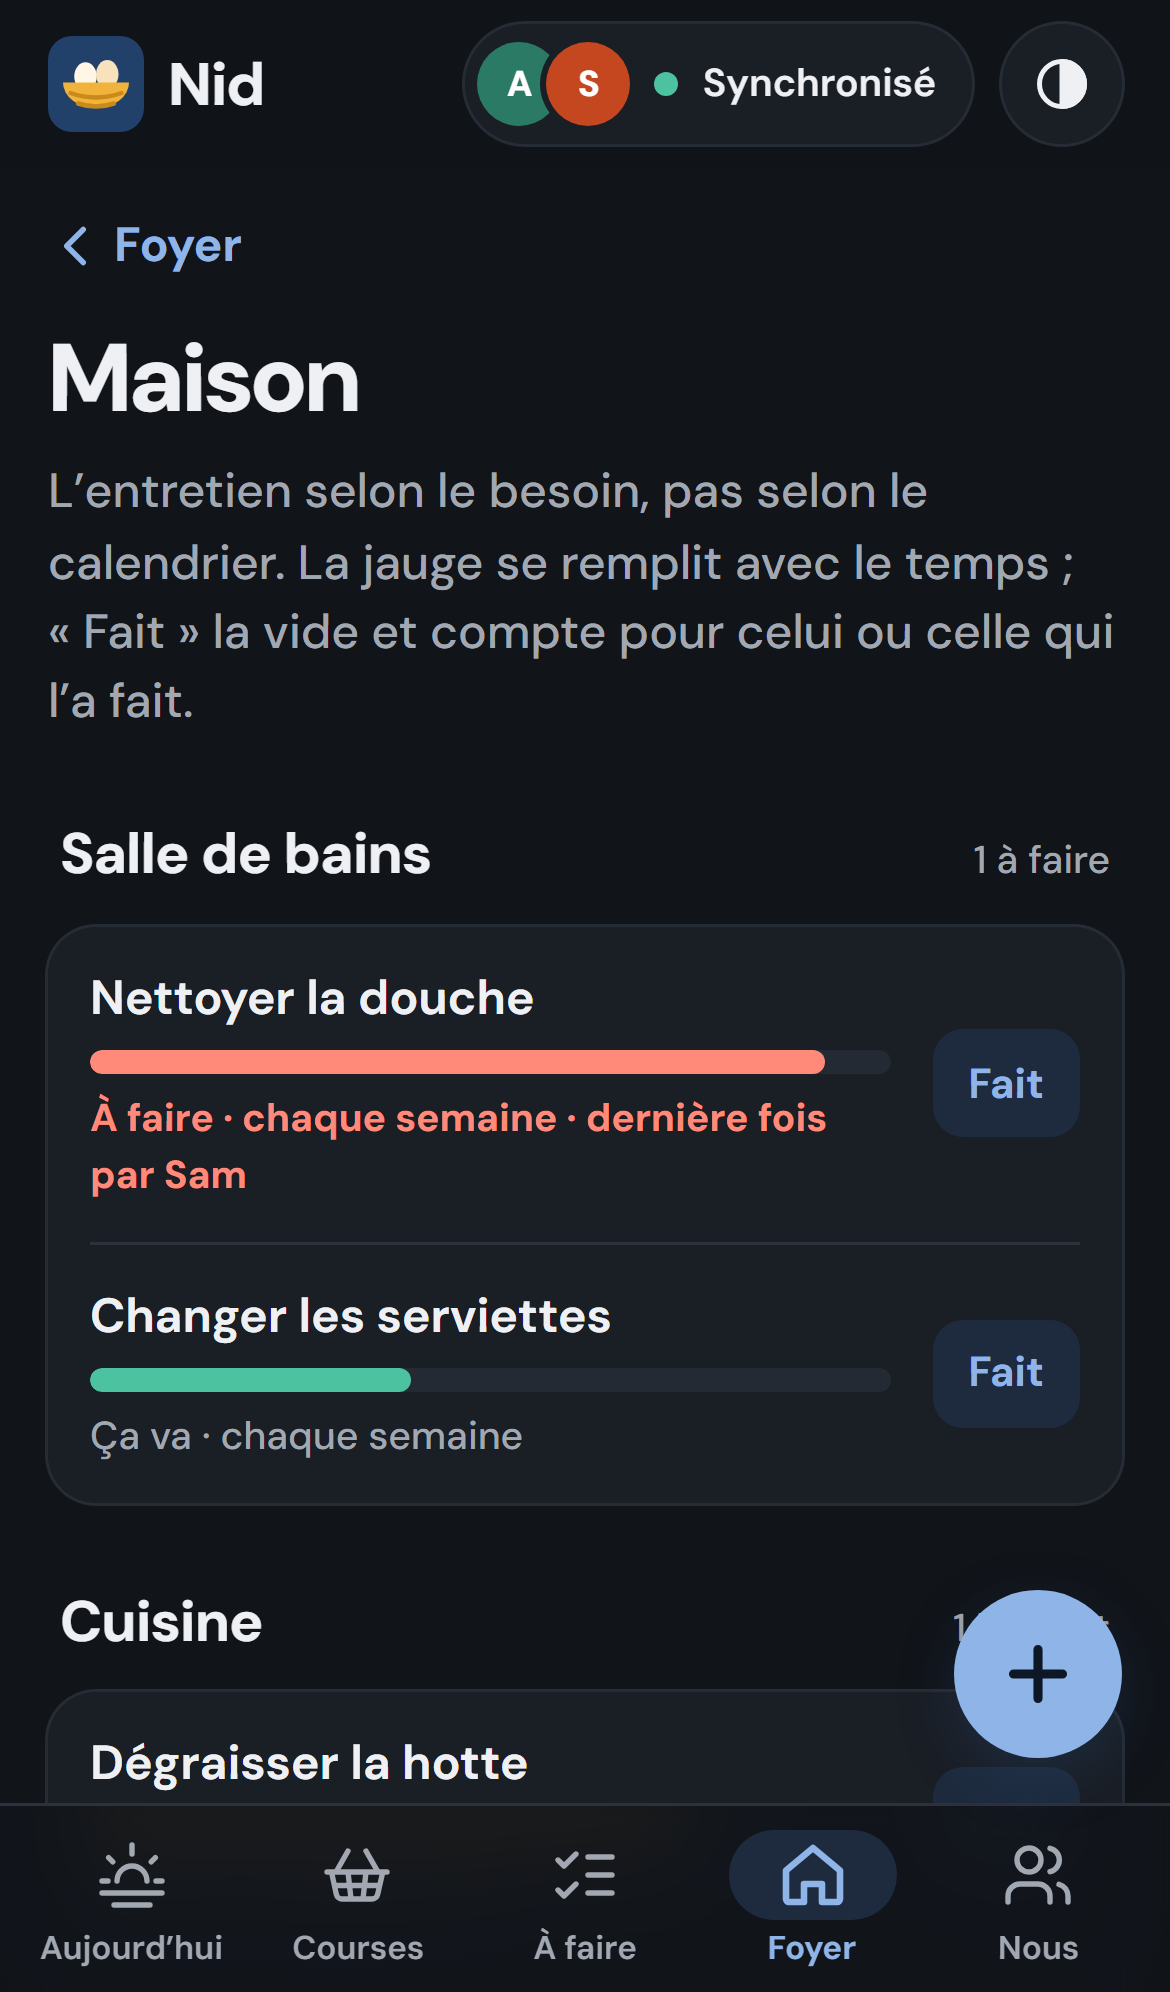 Nid
A
S
Synchronisé
Foyer
Maison
L’entretien selon le besoin, pas selon le
calendrier. La jauge se remplit avec le temps ;
« Fait » la vide et compte pour celui ou celle qui
l’a fait.
Salle de bains
1 à faire
Nettoyer la douche
À faire · chaque semaine · dernière fois
par Sam
Fait
Changer les serviettes
Ça va · chaque semaine
Fait
Cuisine
1
Dégraisser la hotte
Aujourd’hui
Courses
À faire
Foyer
Nous